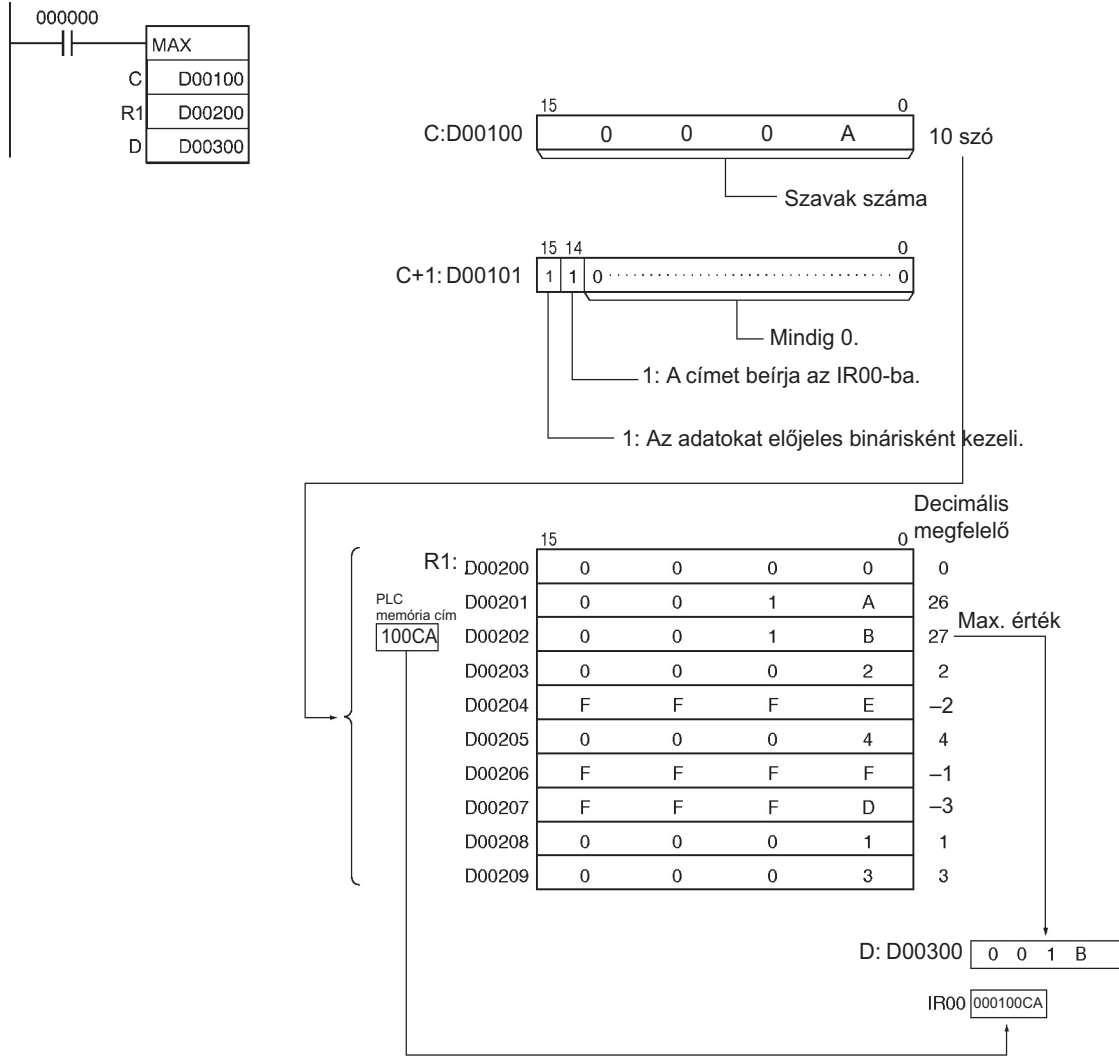 000000
MAX
C D00100
R1 D00200
D D00300
15 0
C:D00100 0 0 0 A 10 szó
Szavak száma
15 14 0
C+1: D00101 1 1 0 0
Mindig 0.
1: A címet beírja az IR00-ba.
1: Az adatokat előjeles binárisként kezeli.
Decimális
megfelelő
15 0
R1: D00200 0 0 0 0 0
PLC
memória cím
D00201 0 0 1 A 26
Max. érték
100CA D00202 0 0 1 B 27
D00203 0 0 0 2 2
D00204 F F F E –2
D00205 0 0 0 4 4
D00206 F F F F –1
D00207 F F F D –3
D00208 0 0 0 1 1
D00209 0 0 0 3 3
D: D00300 0 0 1 B
IR00 000100CA